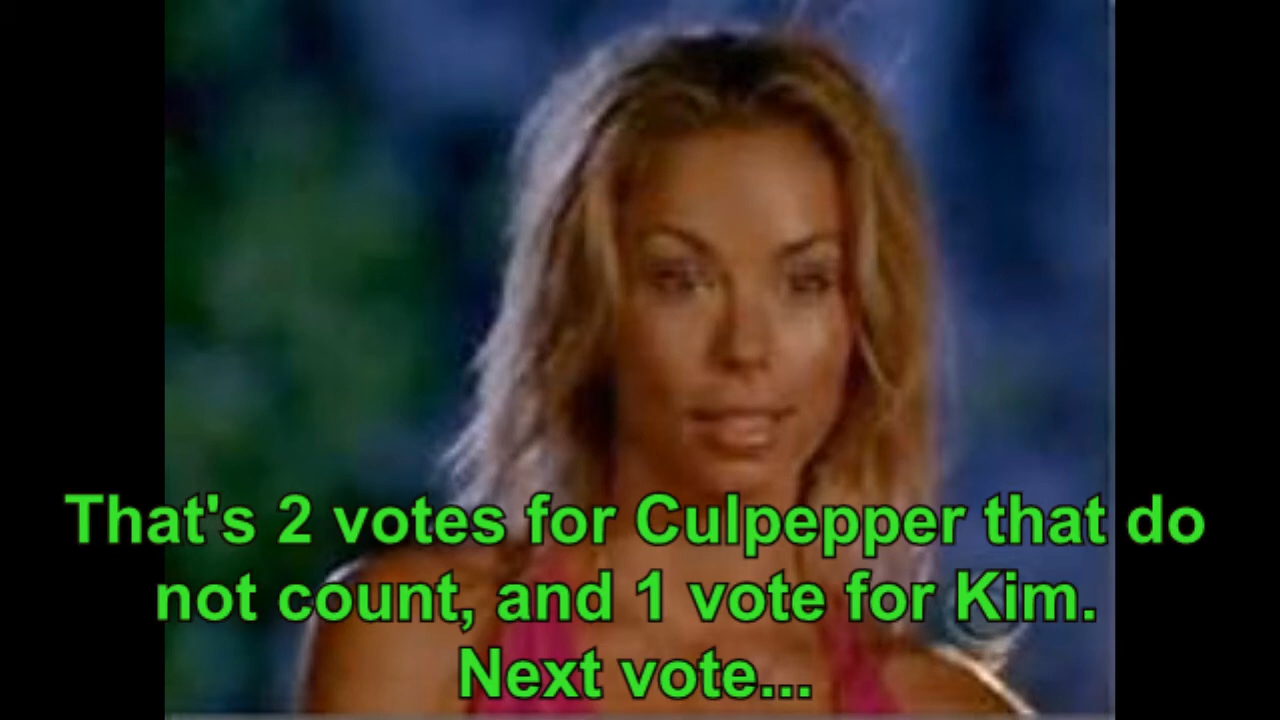 That's 2 votes for Culpepper that do
not count, and 1 vote for Kim.
Next vote...